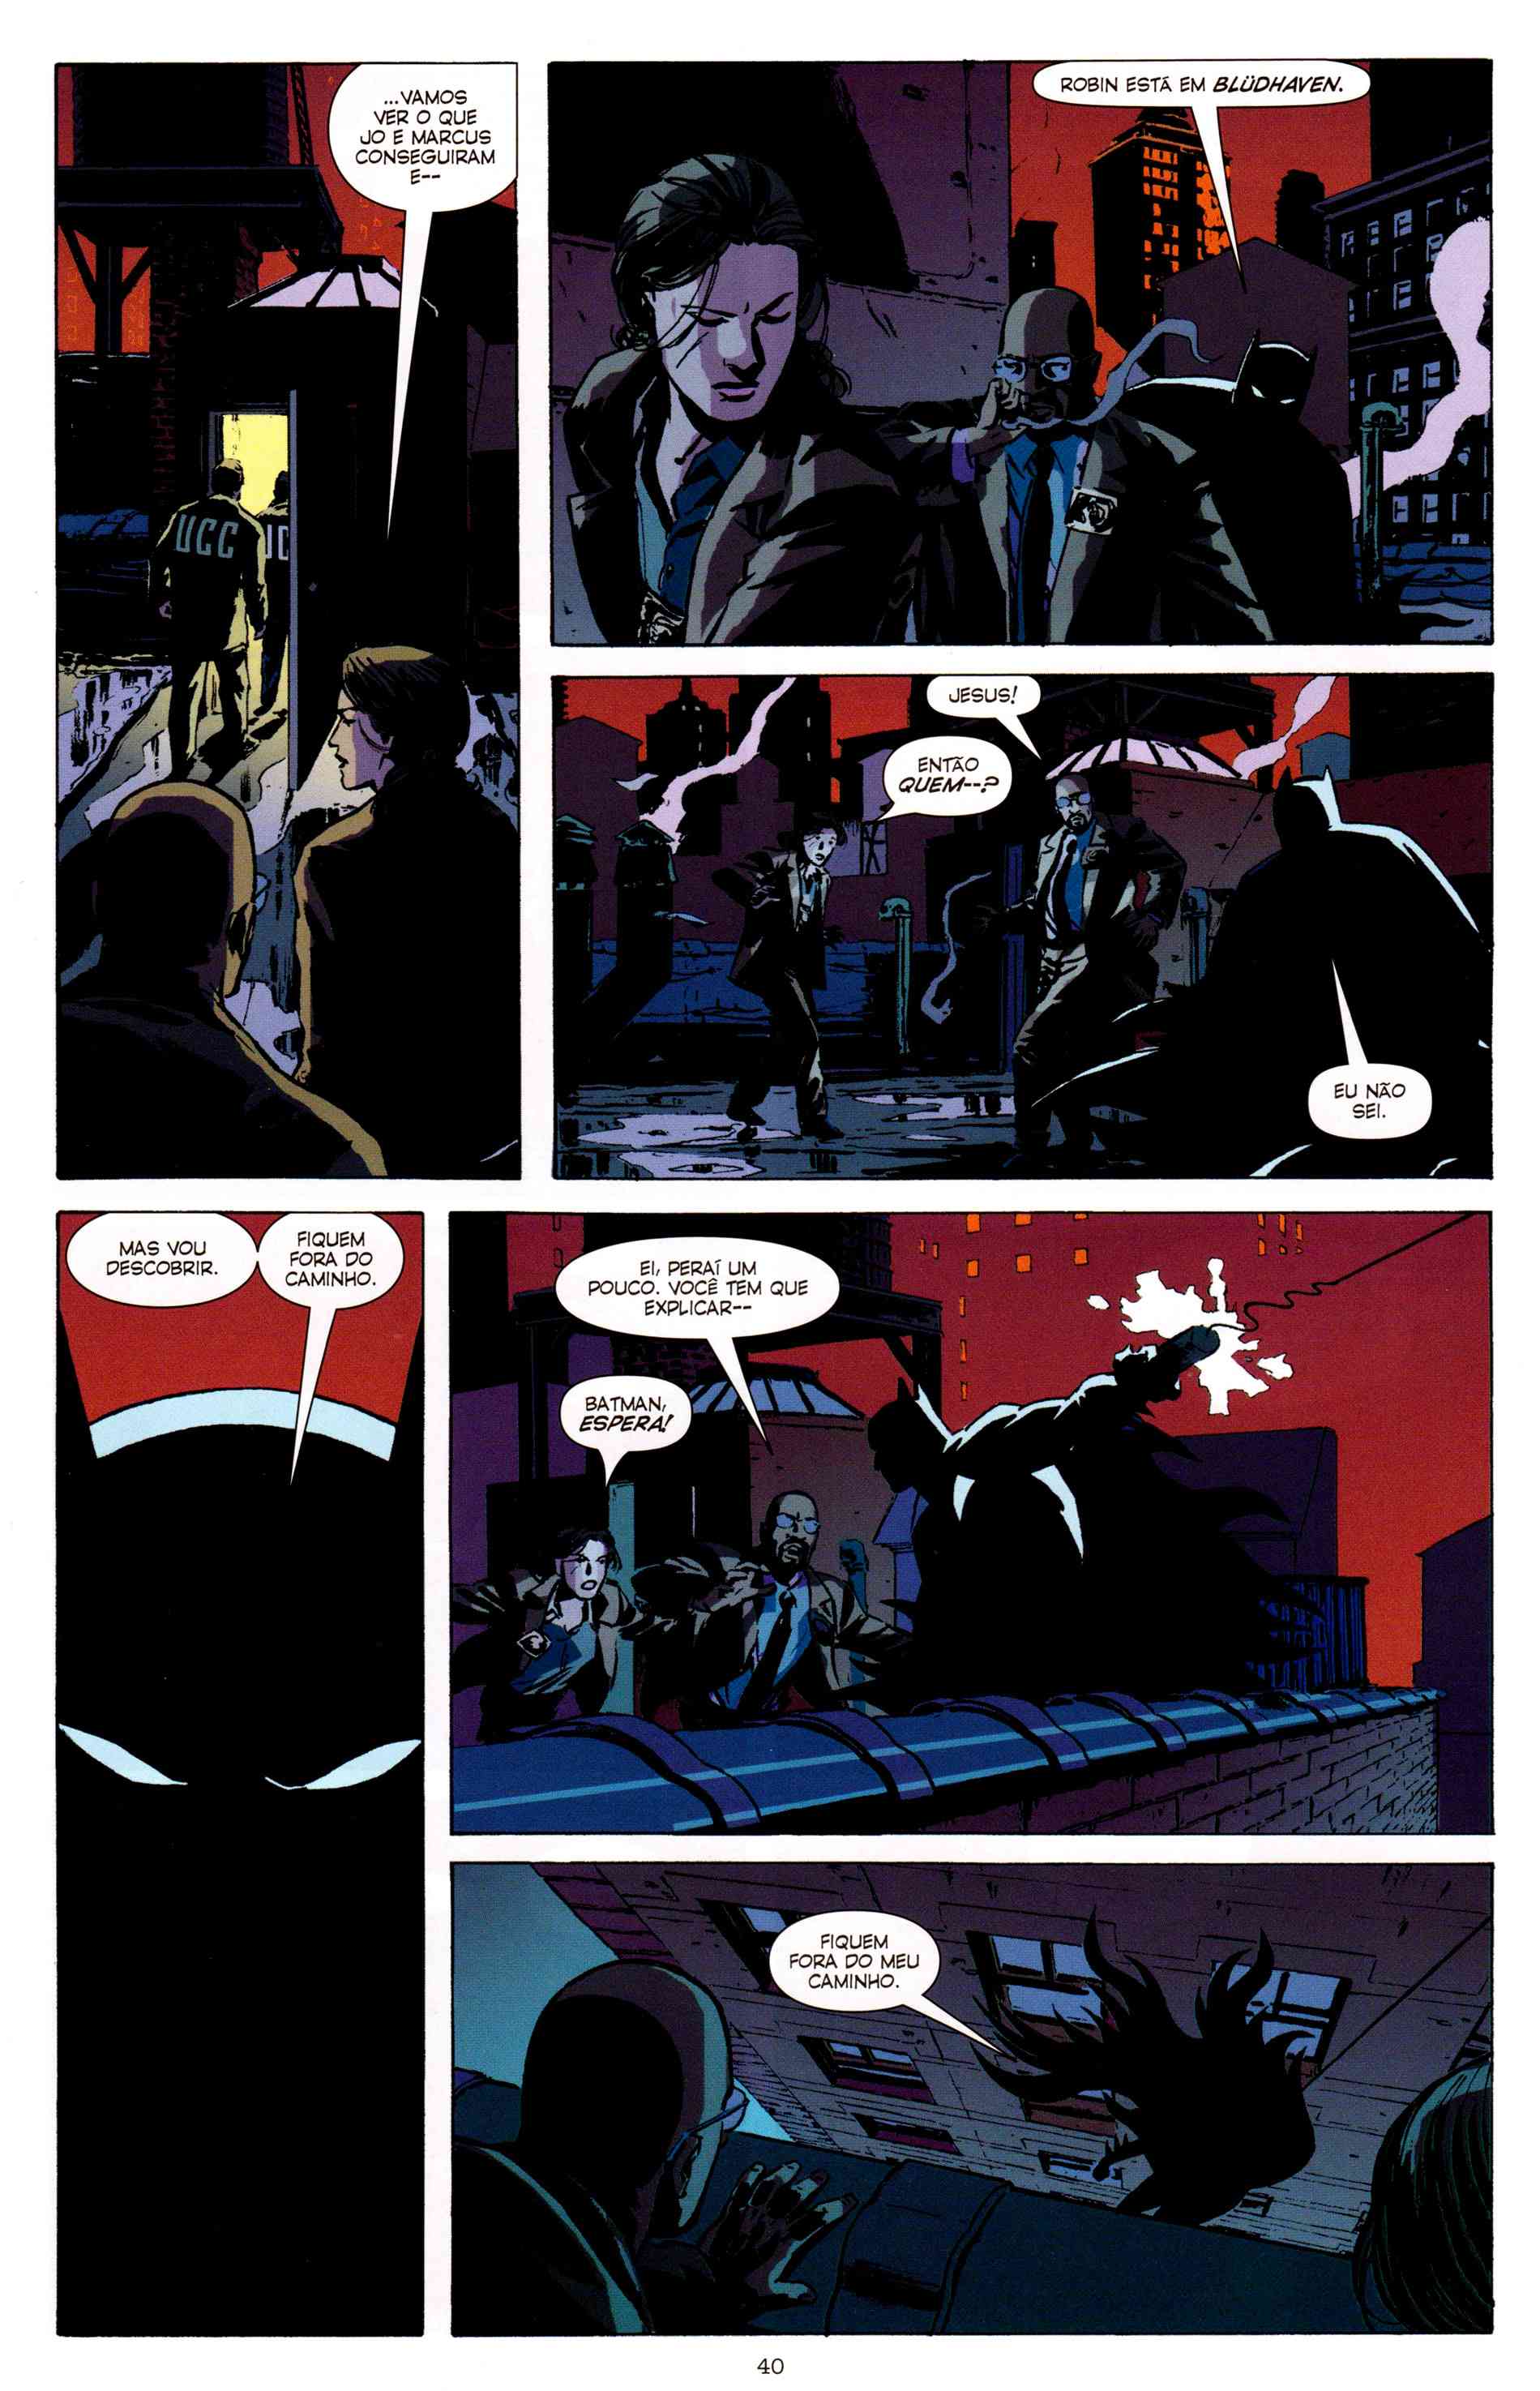 ...VAMOS
VER O QUE
JO E MARCUS
CONSEGUIRAM
E--
UCC
UC
ROBIN ESTÁ EM BLÜDHAVEN.
JESUS!
ENTÃO
QUEM--?
EU NÃO
SEI.
MAS VOU
DESCOBRIR.
FIQUEM
FORA DO
CAMINHO.
EI, PERAÍ UM
POUCO. VOCÊ TEM QUE
EXPLICAR--
BATMAN,
ESPERA!
FIQUEM
FORA DO MEU
CAMINHO.
40